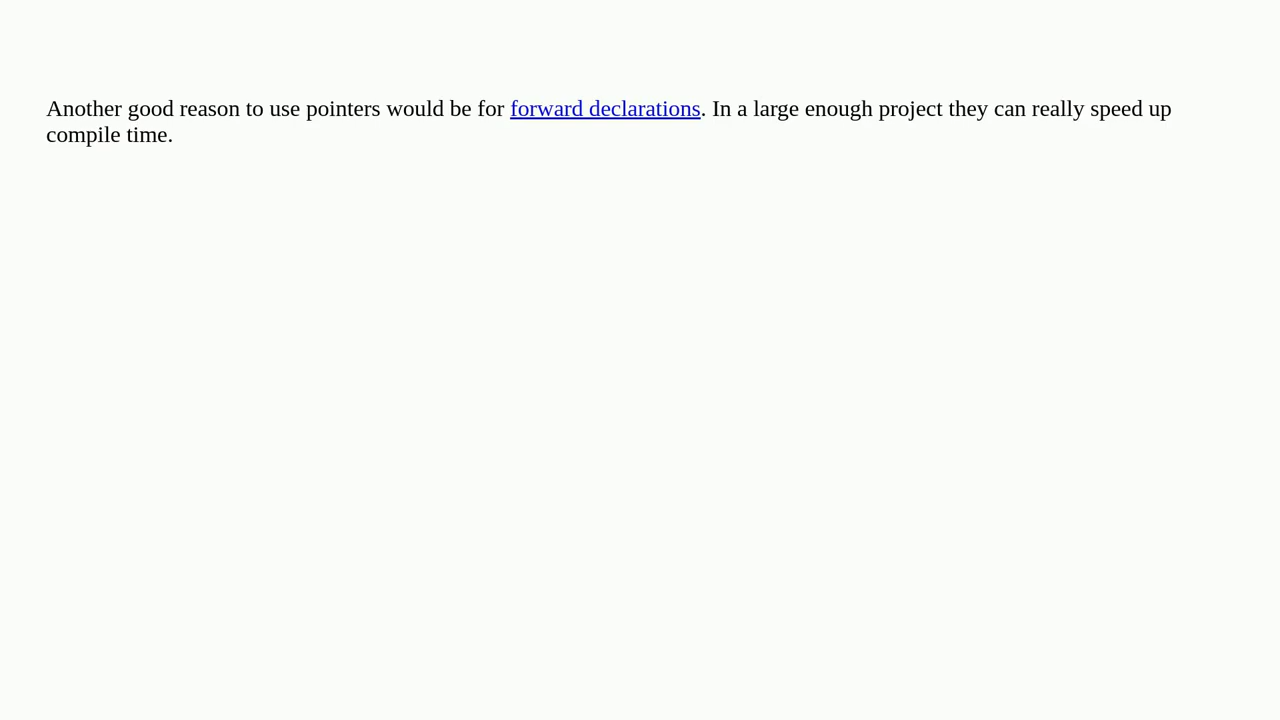 Another good reason to use pointers would be for forward declarations. In a large enough project they can really speed up
compile time.